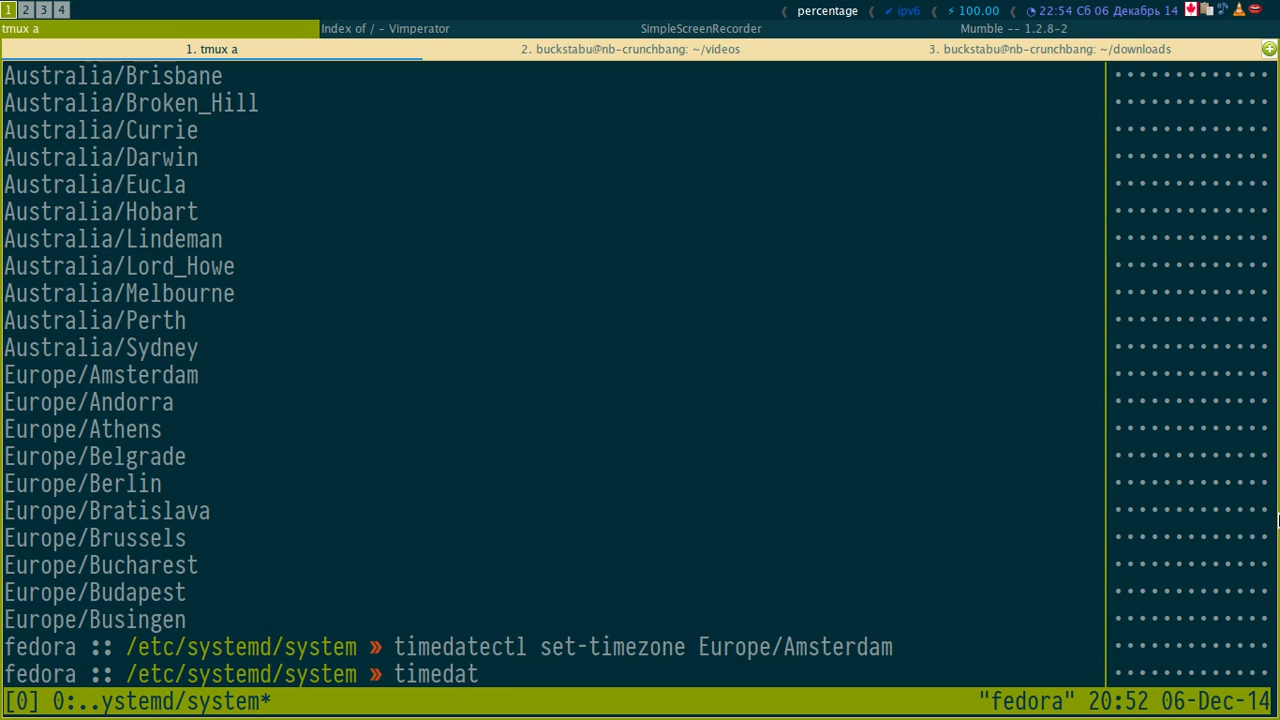 1 2 3 4 percentage ipv6 100.00 22:54 Сб 06 Декабрь 14
tmux a Index of / - Vimperator SimpleScreenRecorder Mumble -- 1.2.8-2
1. tmux a 2. buckstabu@nb-crunchbang: ~/videos 3. buckstabu@nb-crunchbang: ~/downloads
Australia/Brisbane
Australia/Broken_Hill
Australia/Currie
Australia/Darwin
Australia/Eucla
Australia/Hobart
Australia/Lindeman
Australia/Lord_Howe
Australia/Melbourne
Australia/Perth
Australia/Sydney
Europe/Amsterdam
Europe/Andorra
Europe/Athens
Europe/Belgrade
Europe/Berlin
Europe/Bratislava
Europe/Brussels
Europe/Bucharest
Europe/Budapest
Europe/Busingen
fedora :: /etc/systemd/system » timedatectl set-timezone Europe/Amsterdam
fedora :: /etc/systemd/system » timedat
[0] 0:..ystemd/system* "fedora" 20:52 06-Dec-14